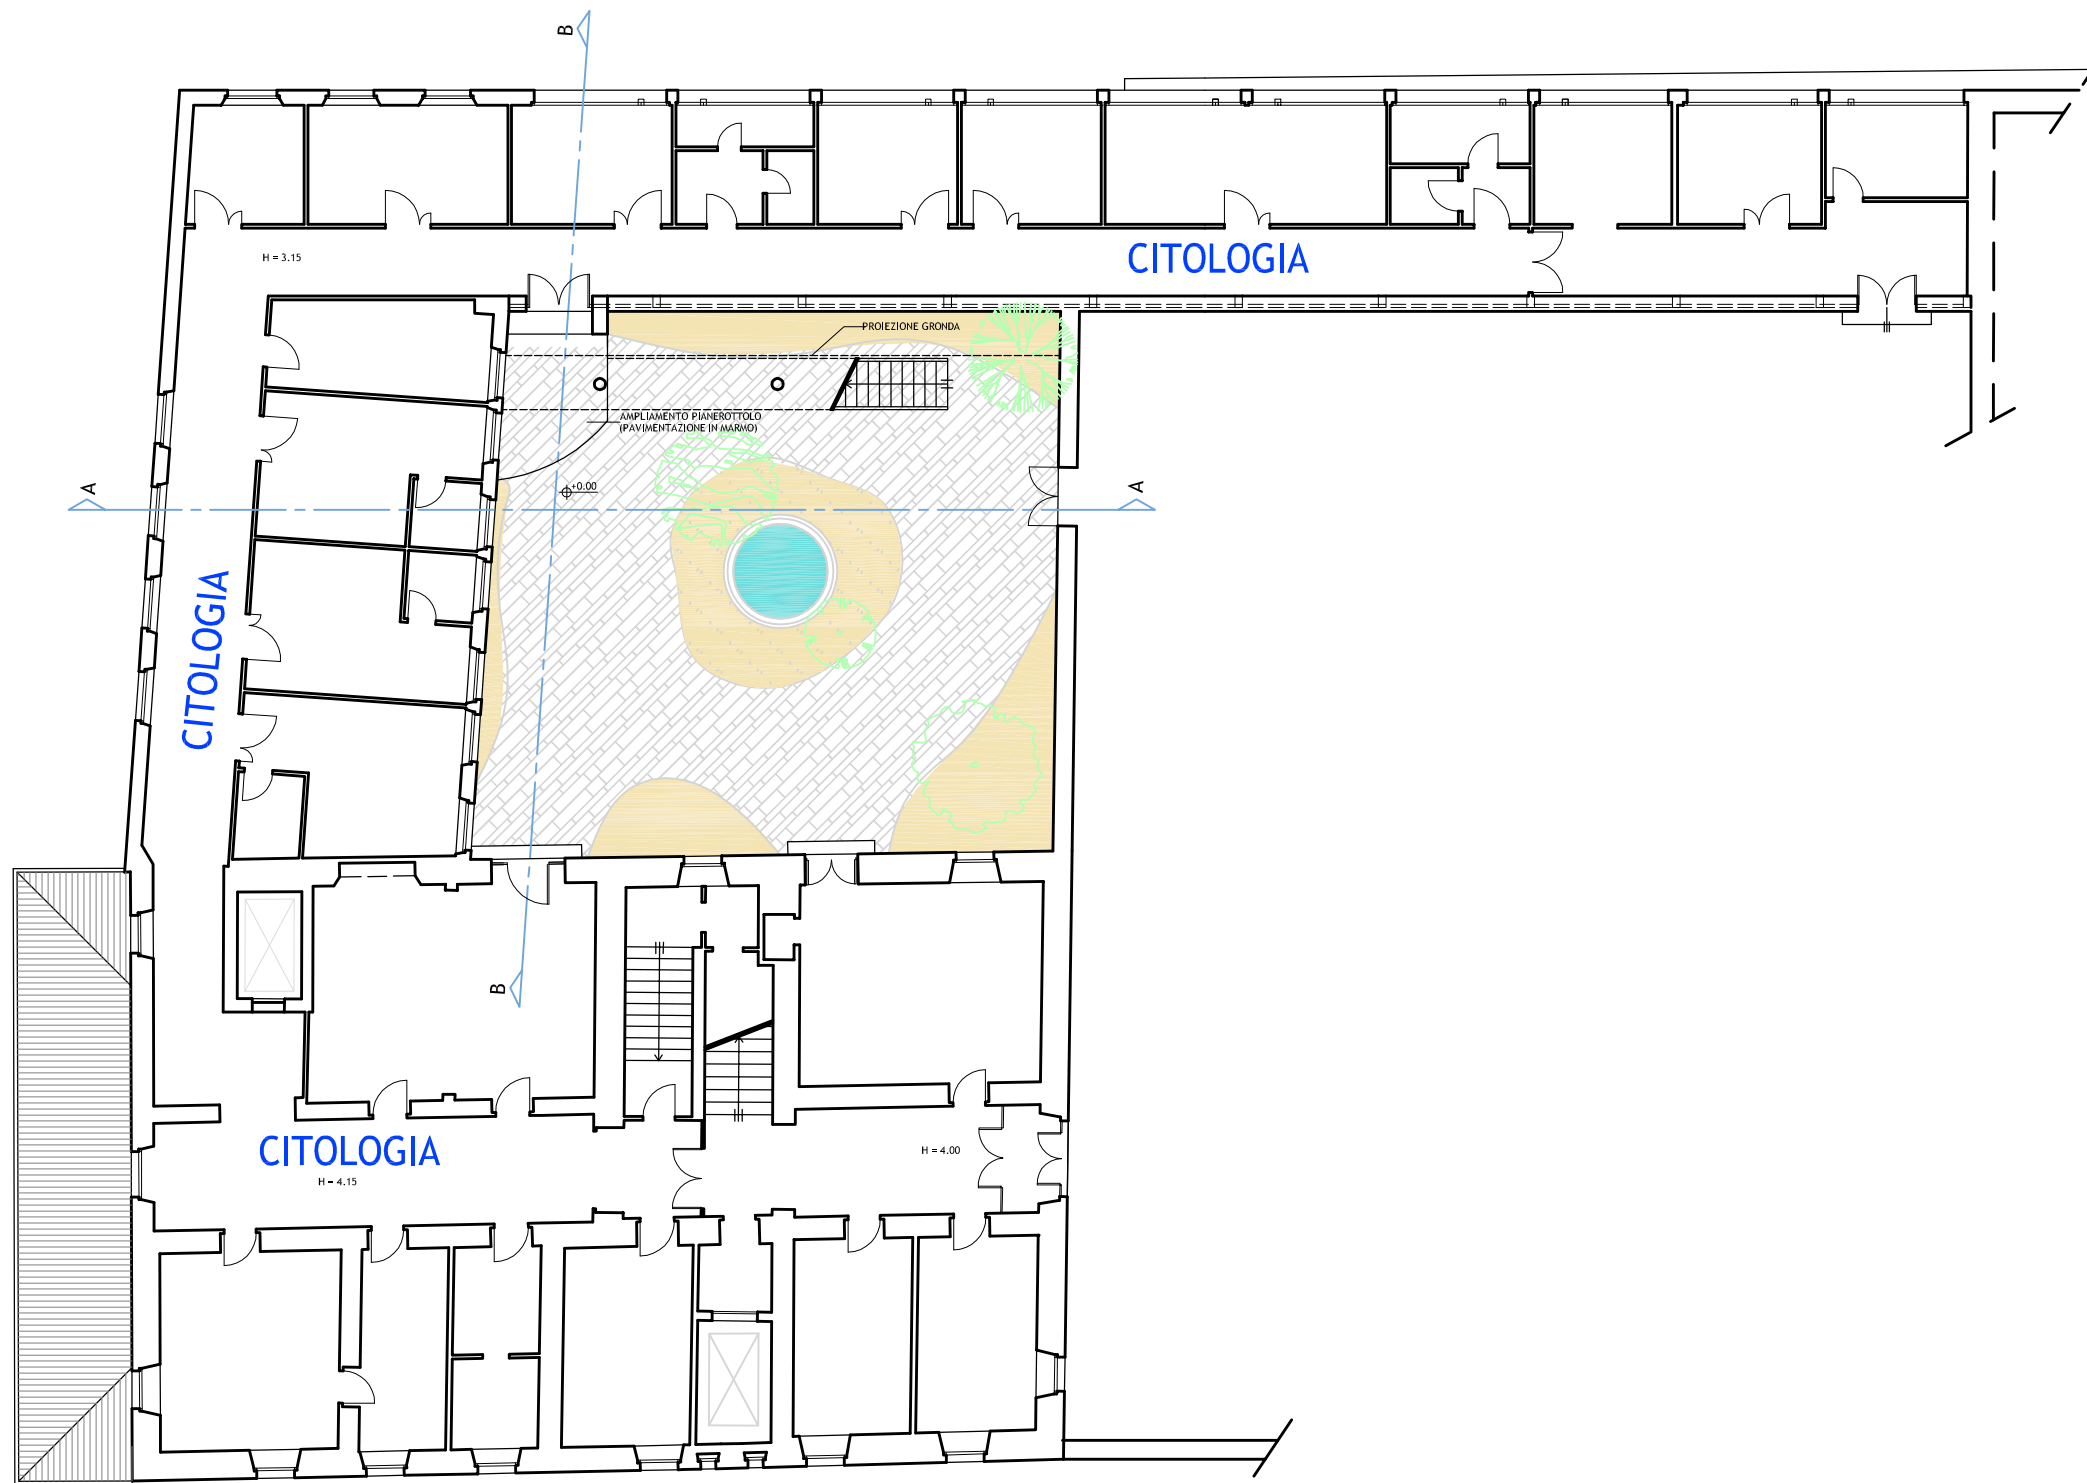 B
H = 3.15
CITOLOGIA
PROIEZIONE GRONDA
AMPLIAMENTO PIANEROTTOLO
(PAVIMENTAZIONE IN MARMO)
A
+0.00
A
CITOLOGIA
B
CITOLOGIA
H = 4.15
H = 4.00